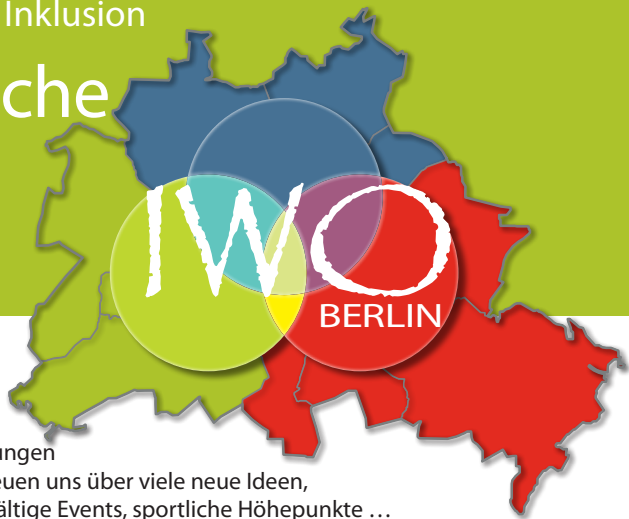 Inklusion
che
IWO
BERLIN
ungen
euen uns über viele neue Ideen,
ältige Events, sportliche Höhepunkte …